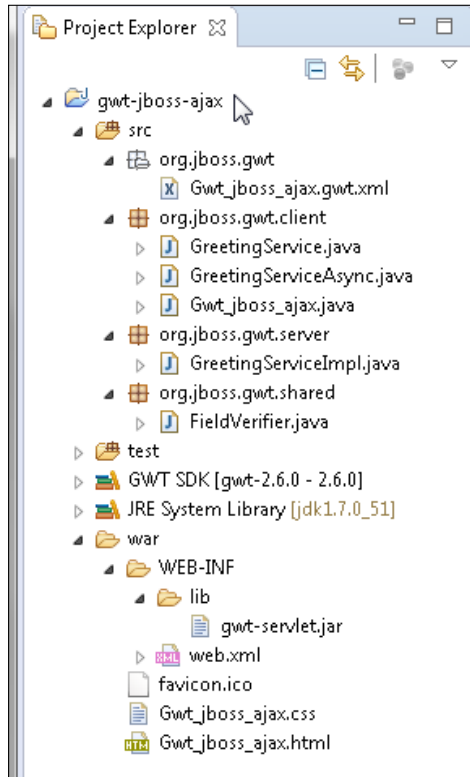 Project Explorer
gwt-jboss-ajax
src
org.jboss.gwt
Gwt_jboss_ajax.gwt.xml
org.jboss.gwt.client
GreetingService.java
GreetingServiceAsync.java
Gwt_jboss_ajax.java
org.jboss.gwt.server
GreetingServiceImpl.java
org.jboss.gwt.shared
FieldVerifier.java
test
GWT SDK [gwt-2.6.0 - 2.6.0]
JRE System Library [jdk1.7.0_51]
war
WEB-INF
lib
gwt-servlet.jar
web.xml
favicon.ico
Gwt_jboss_ajax.css
Gwt_jboss_ajax.html